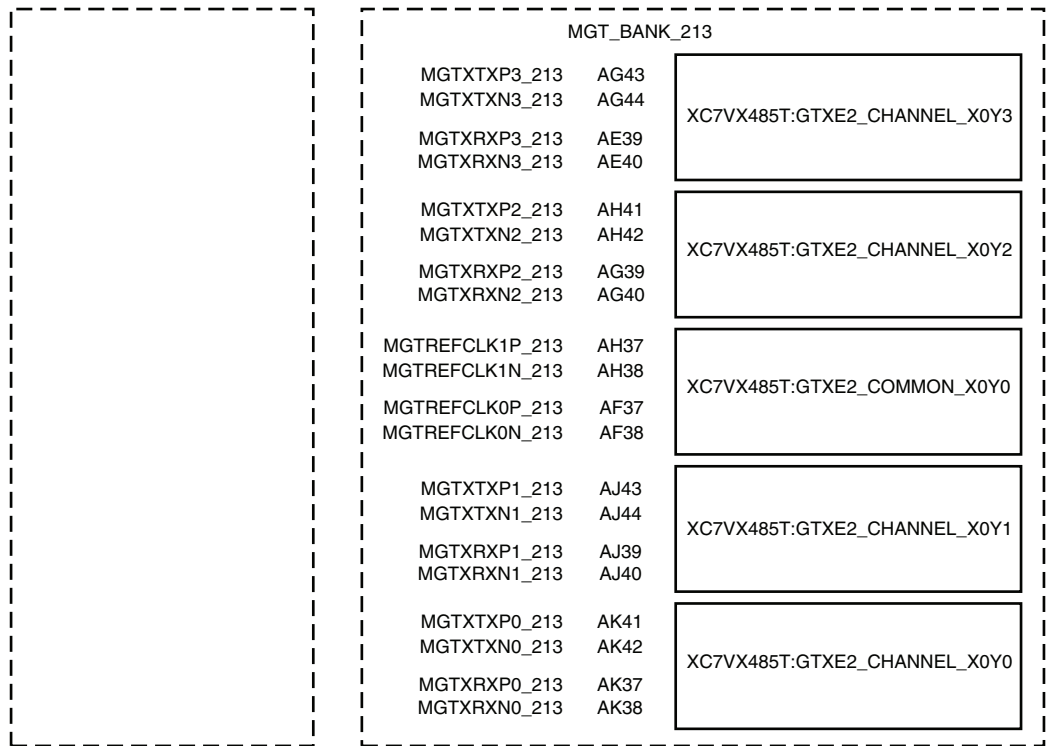 MGT_BANK_213
MGTXTXP3_213 AG43
MGTXTXN3_213 AG44
MGTXRXP3_213 AE39
MGTXRXN3_213 AE40
XC7VX485T:GTXE2_CHANNEL_X0Y3
MGTXTXP2_213 AH41
MGTXTXN2_213 AH42
MGTXRXP2_213 AG39
MGTXRXN2_213 AG40
XC7VX485T:GTXE2_CHANNEL_X0Y2
MGTREFCLK1P_213 AH37
MGTREFCLK1N_213 AH38
MGTREFCLK0P_213 AF37
MGTREFCLK0N_213 AF38
XC7VX485T:GTXE2_COMMON_X0Y0
MGTXTXP1_213 AJ43
MGTXTXN1_213 AJ44
MGTXRXP1_213 AJ39
MGTXRXN1_213 AJ40
XC7VX485T:GTXE2_CHANNEL_X0Y1
MGTXTXP0_213 AK41
MGTXTXN0_213 AK42
MGTXRXP0_213 AK37
MGTXRXN0_213 AK38
XC7VX485T:GTXE2_CHANNEL_X0Y0